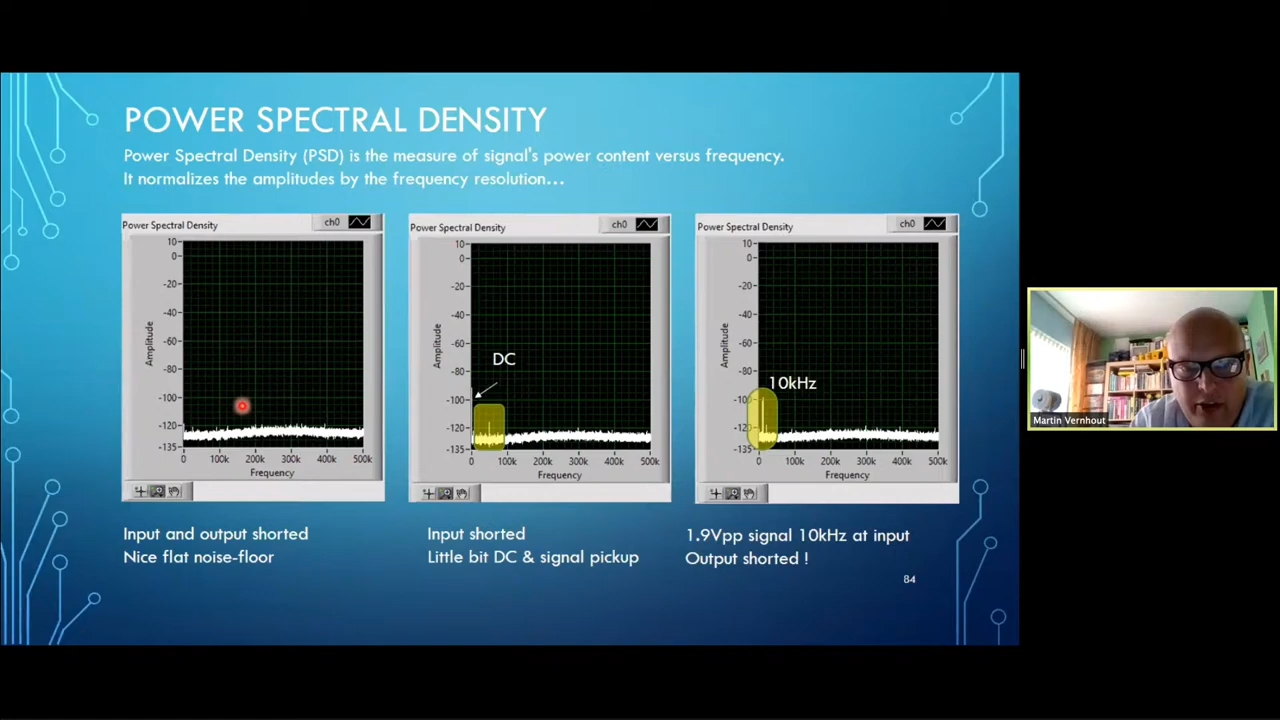 POWER SPECTRAL DENSITY
Power Spectral Density (PSD) is the measure of signal's power content versus frequency.
It normalizes the amplitudes by the frequency resolution...
Power Spectral Density
ch0
10
0
-20
-40
-60
-80
-100
-120
-135
Amplitude
0
100k
200k
300k
400k
500k
Frequency
Input and output shorted
Nice flat noise-floor
Power Spectral Density
ch0
10
0
-20
-40
-60
-80
-100
-120
-135
Amplitude
DC
0
100k
200k
300k
400k
500k
Frequency
Input shorted
Little bit DC & signal pickup
Power Spectral Density
ch0
10
0
-20
-40
-60
-80
-100
-120
-135
Amplitude
10kHz
0
100k
200k
300k
400k
500k
Frequency
1.9Vpp signal 10kHz at input
Output shorted !
84
Martin Vernhout